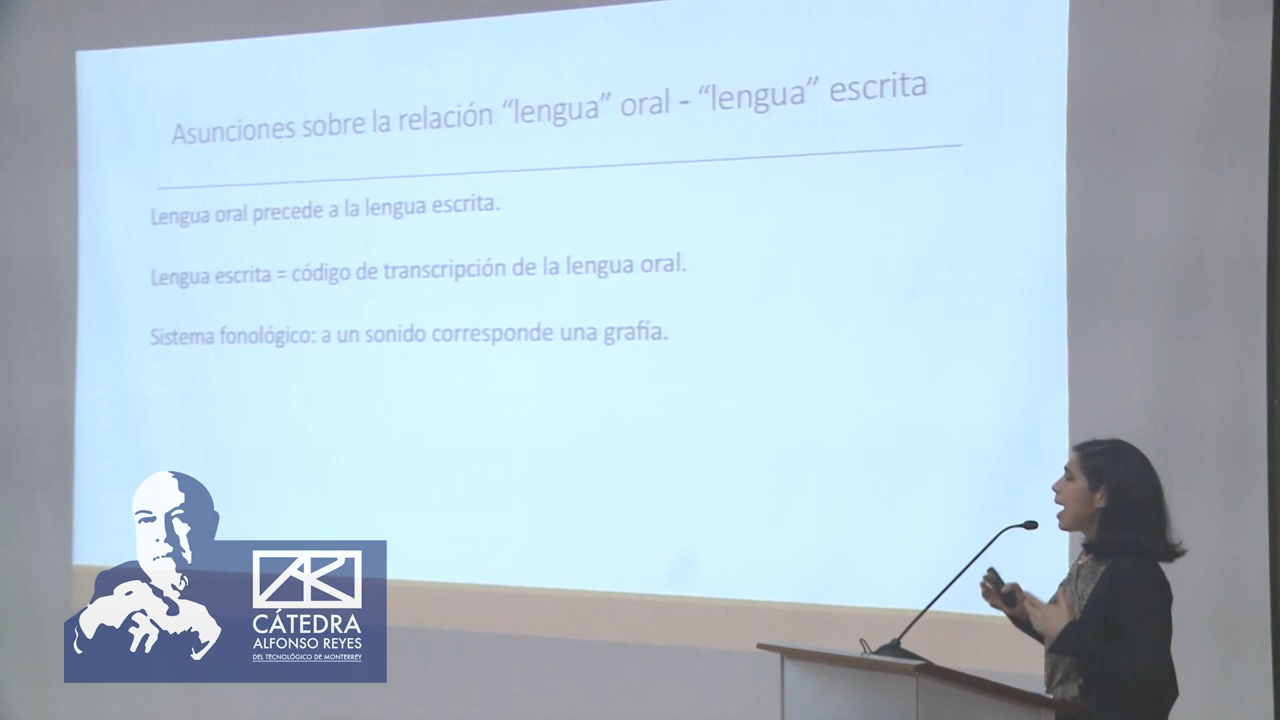 Asunciones sobre la relación “lengua” oral - “lengua” escrita
Lengua oral precede a la lengua escrita.
Lengua escrita = código de transcripción de la lengua oral.
Sistema fonológico: a un sonido corresponde una grafía.
AR
CÁTEDRA
ALFONSO REYES
DEL TECNOLÓGICO DE MONTERREY